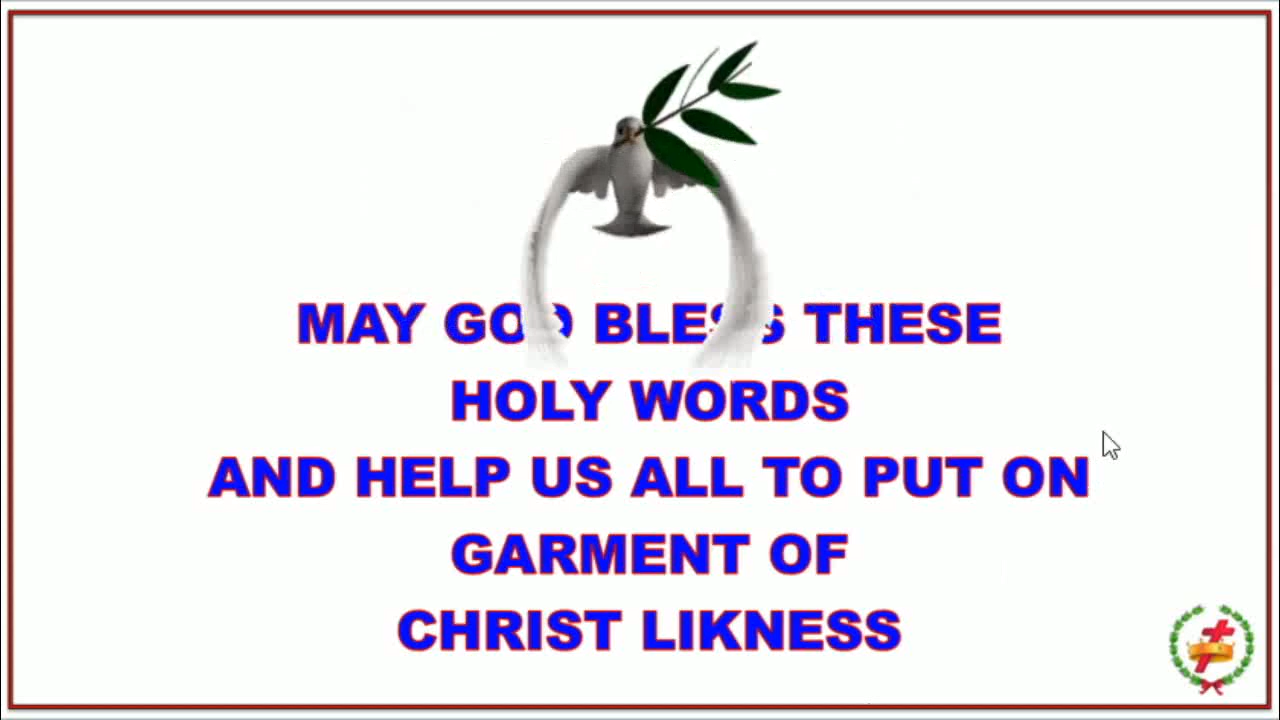 MAY GOD BLESS THESE
HOLY WORDS
AND HELP US ALL TO PUT ON
GARMENT OF
CHRIST LIKNESS